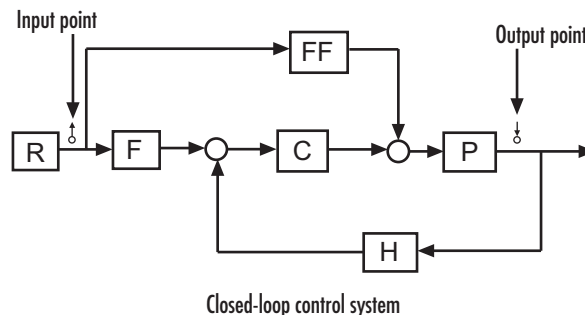 Input point
Output point
FF
R
F
C
P
H
Closed-loop control system